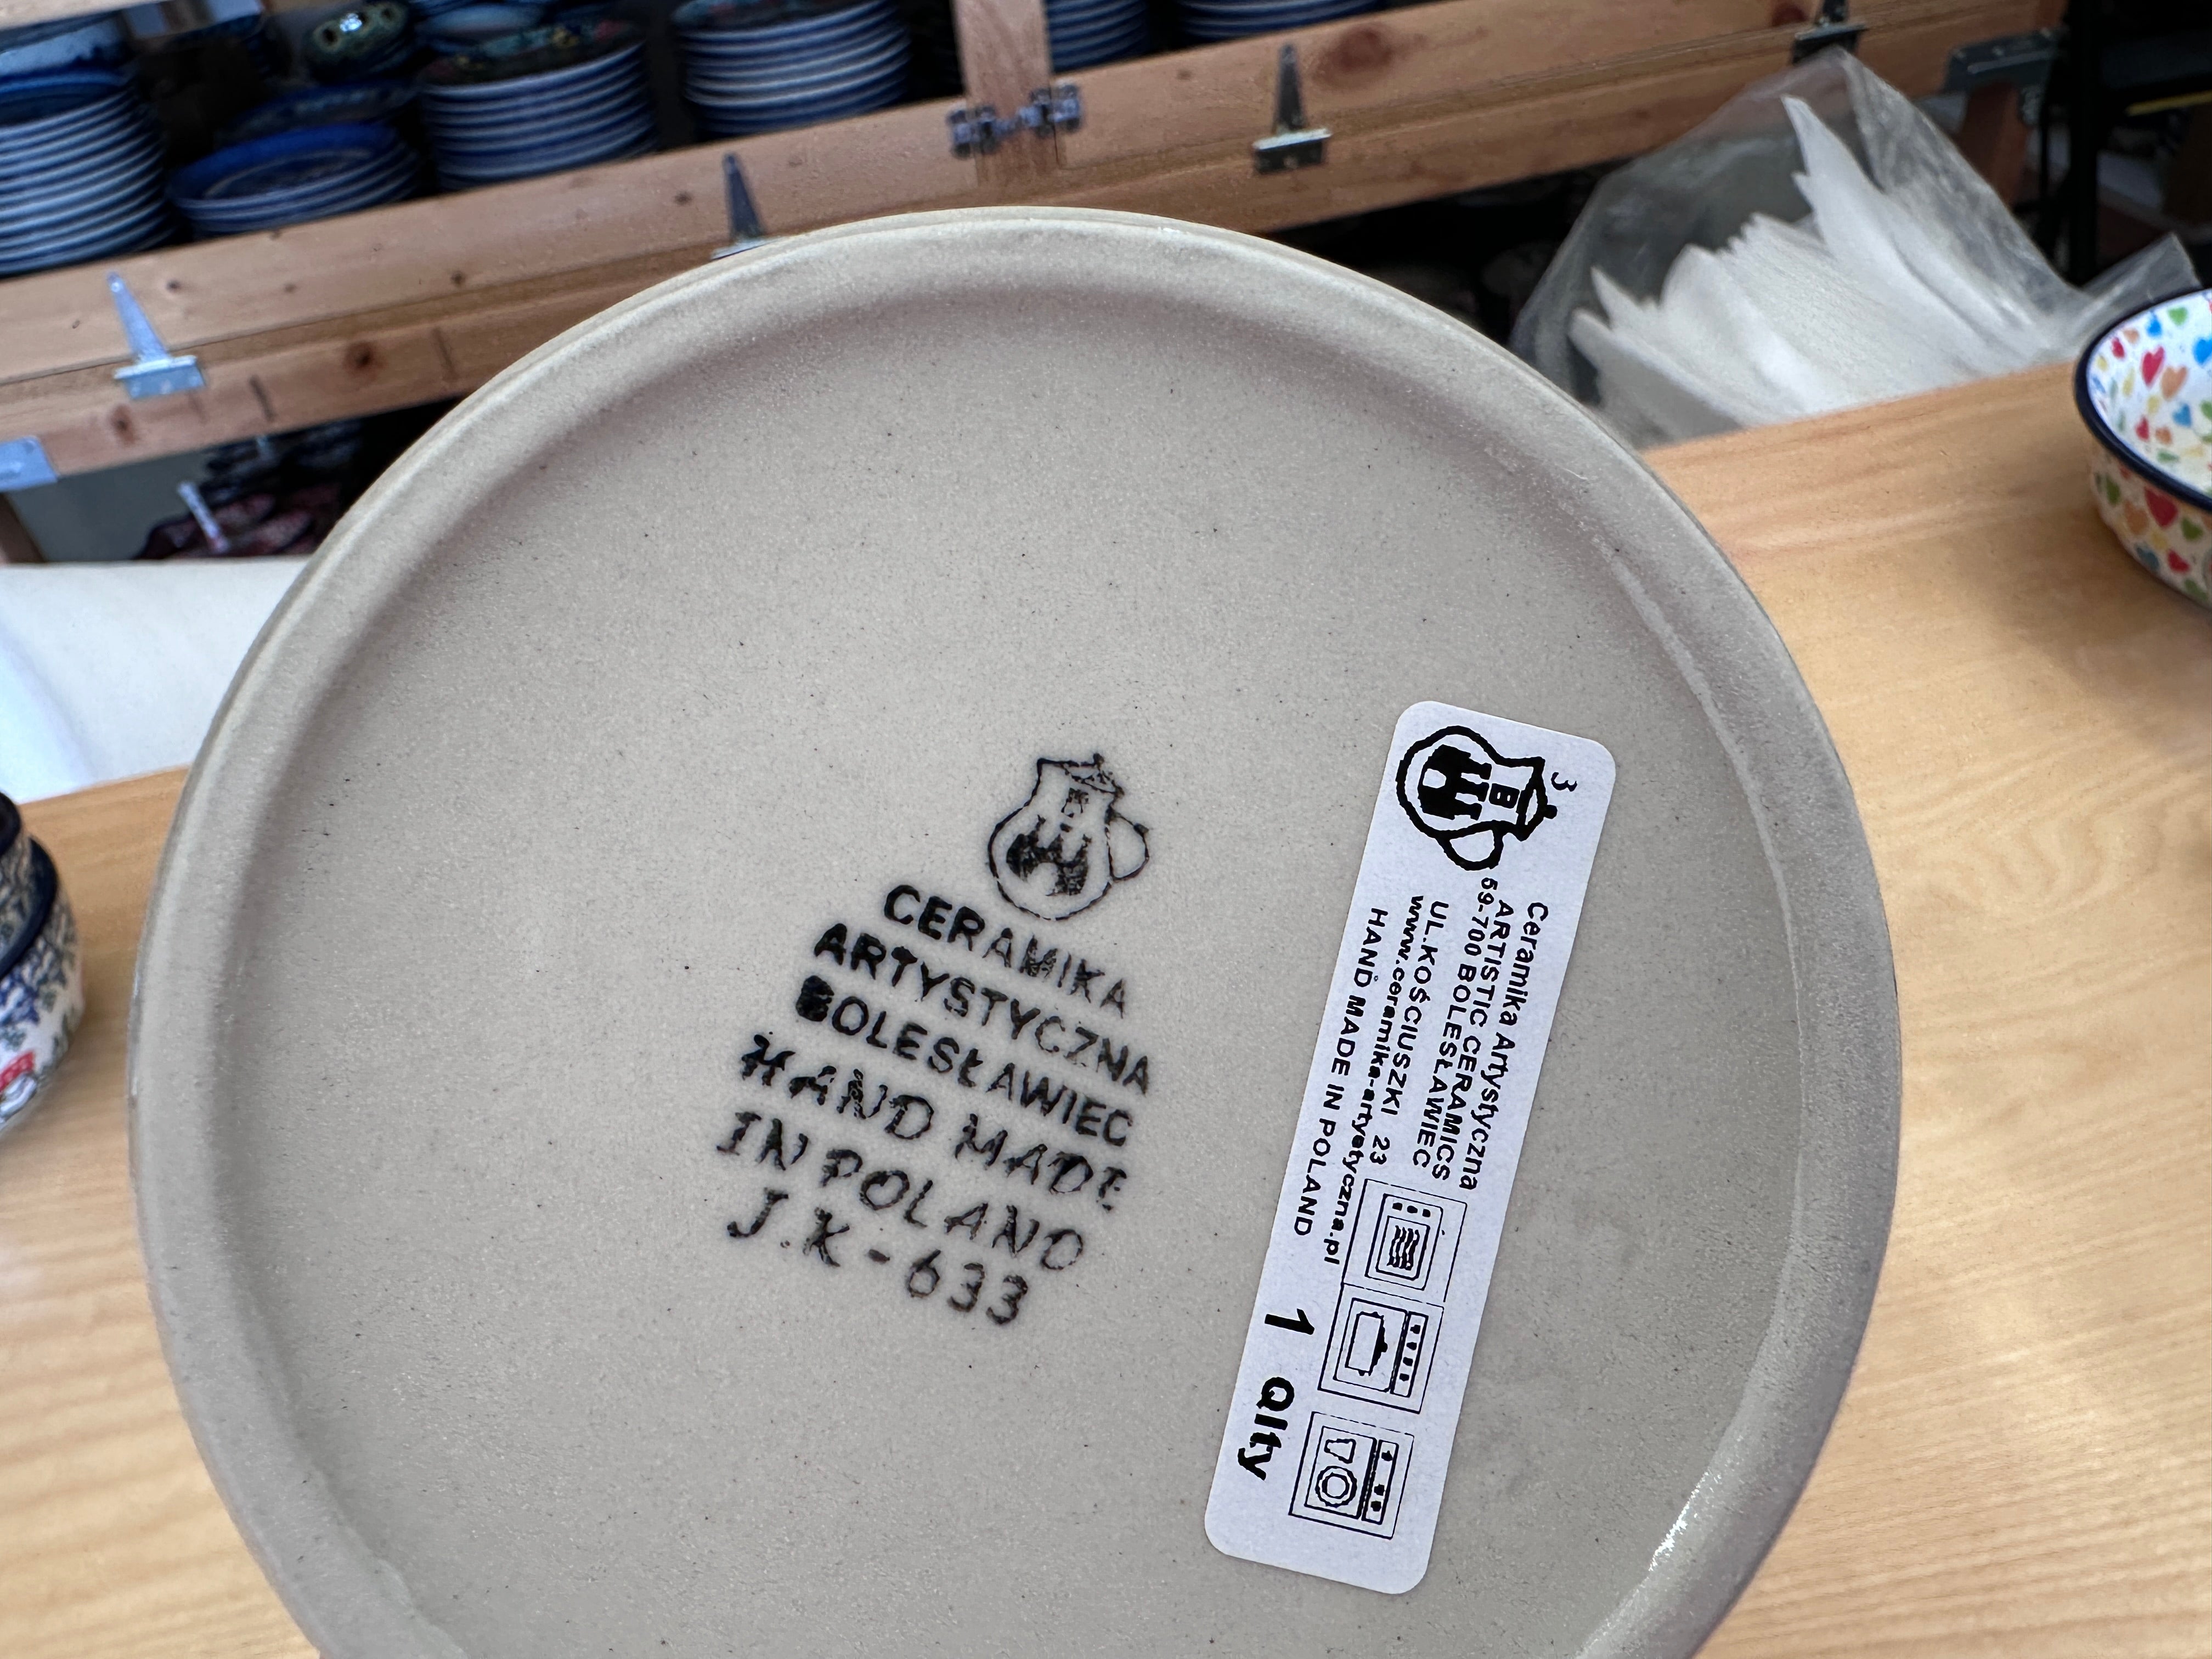 CERAMIKA
ARTYSTYCZNA
BOLESŁAWIEC
HAND MADE
IN POLAND
J.K-633
B
3
Ceramika Artystyczna
ARTISTIC CERAMICS
59-700 BOLESŁAWIEC
UL.KOŚCIUSZKI 23
www.ceramika-artystyczna.pl
HAND MADE IN POLAND
1 Qlty